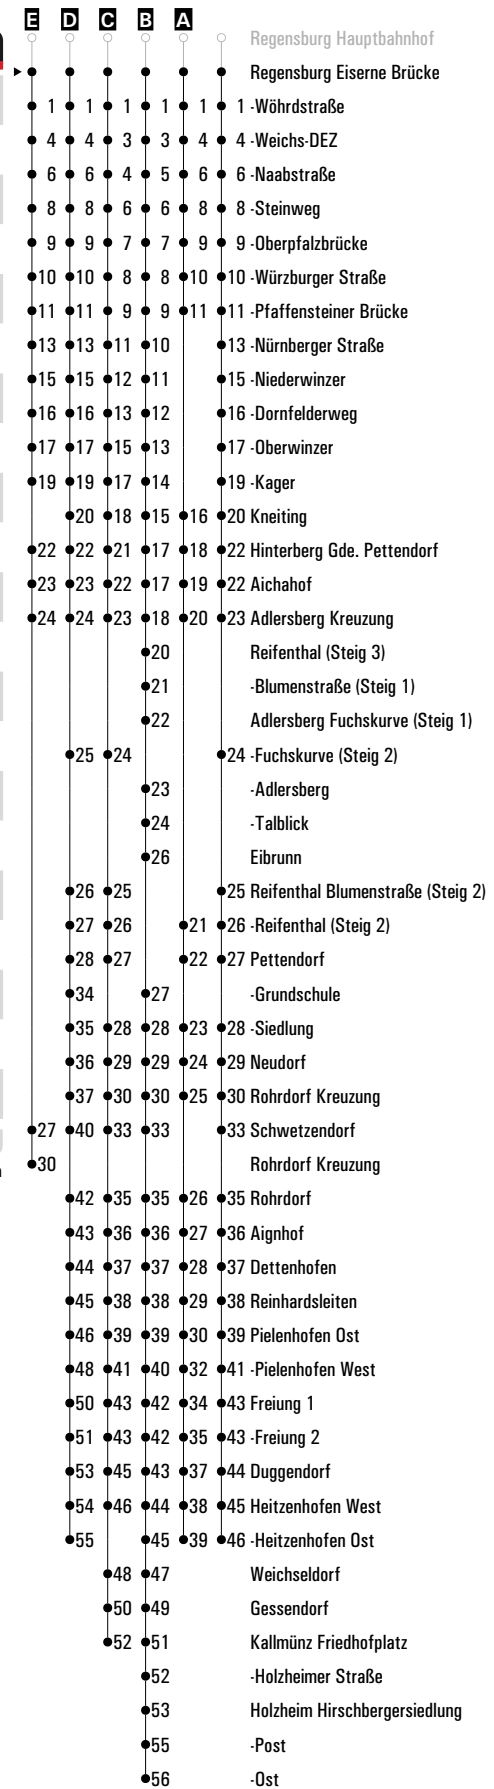 E D C B A
Regensburg Hauptbahnhof
Regensburg Eiserne Brücke
1 1 1 1 1 1 -Wöhrdstraße
4 4 3 3 4 4 -Weichs-DEZ
6 6 4 5 6 6 -Naabstraße
8 8 6 6 8 8 -Steinweg
9 9 7 7 9 9 -Oberpfalzbrücke
10 10 8 8 10 10 -Würzburger Straße
11 11 9 9 11 11 -Pfaffensteiner Brücke
13 13 11 10 13 -Nürnberger Straße
15 15 12 11 15 -Niederwinzer
16 16 13 12 16 -Dornfelderweg
17 17 15 13 17 -Oberwinzer
19 19 17 14 19 -Kager
20 18 15 16 20 Kneiting
22 22 21 17 18 22 Hinterberg Gde. Pettendorf
23 23 22 17 19 22 Aichahof
24 24 23 18 20 23 Adlersberg Kreuzung
20 Reifenthal (Steig 3)
21 -Blumenstraße (Steig 1)
22 Adlersberg Fuchskurve (Steig 1)
25 24 24 -Fuchskurve (Steig 2)
23 -Adlersberg
24 -Talblick
26 Eibrunn
26 25 25 Reifenthal Blumenstraße (Steig 2)
27 26 21 26 -Reifenthal (Steig 2)
28 27 22 27 Pettendorf
34 27 -Grundschule
35 28 28 23 28 -Siedlung
36 29 29 24 29 Neudorf
37 30 30 25 30 Rohrdorf Kreuzung
27 40 33 33 33 Schwetzendorf
30 Rohrdorf Kreuzung
42 35 35 26 35 Rohrdorf
43 36 36 27 36 Aignhof
44 37 37 28 37 Dettenhofen
45 38 38 29 38 Reinhardsleiten
46 39 39 30 39 Pielenhofen Ost
48 41 40 32 41 -Pielenhofen West
50 43 42 34 43 Freiung 1
51 43 42 35 43 -Freiung 2
53 45 43 37 44 Duggendorf
54 46 44 38 45 Heitzenhofen West
55 45 39 46 -Heitzenhofen Ost
48 47 Weichseldorf
50 49 Gessendorf
52 51 Kallmünz Friedhofplatz
52 -Holzheimer Straße
53 Holzheim Hirschbergersiedlung
55 -Post
56 -Ost